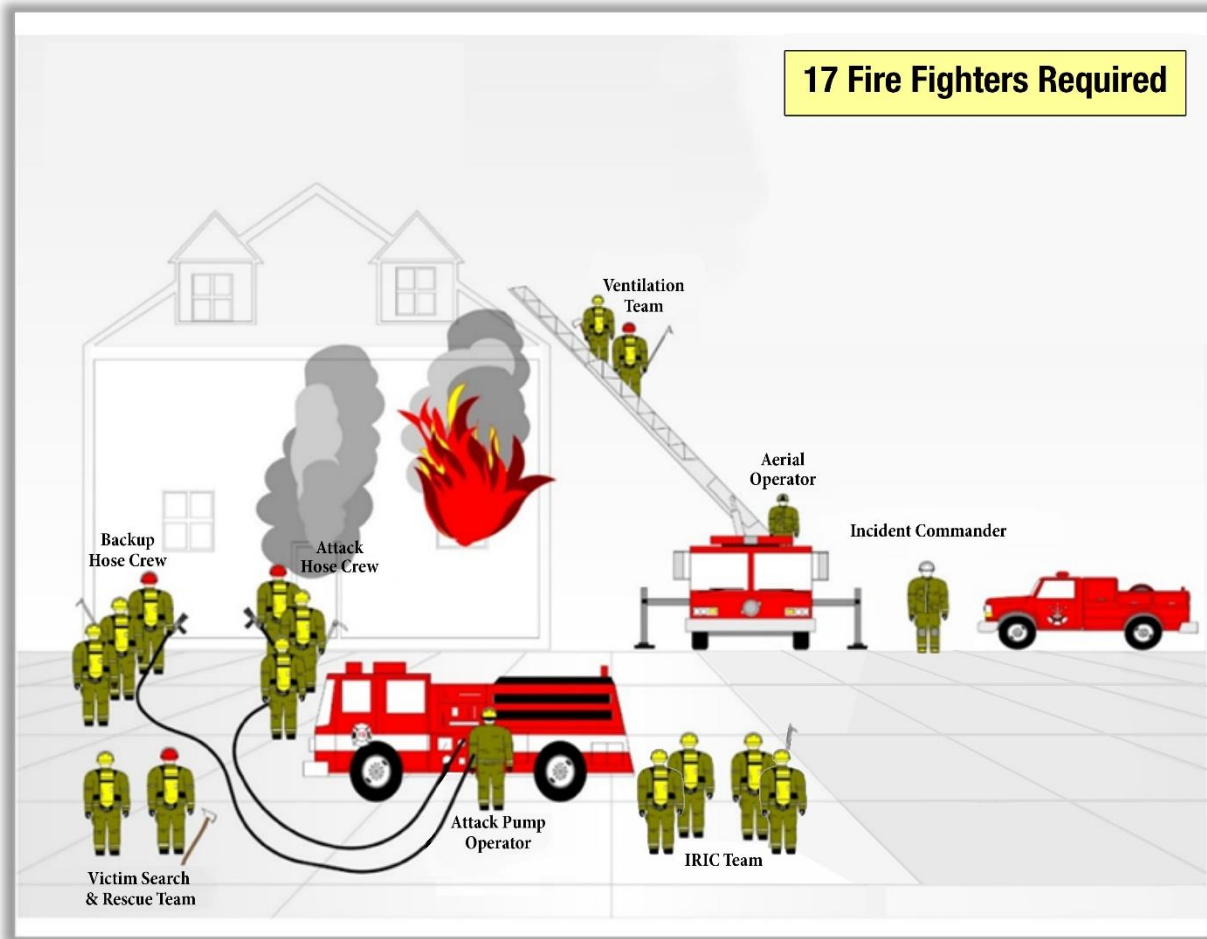 17 Fire Fighters Required
Ventilation
Team
Aerial
Operator
Incident Commander
Backup
Hose Crew
Attack
Hose Crew
Attack Pump
Operator
IRIC Team
Victim Search
& Rescue Team